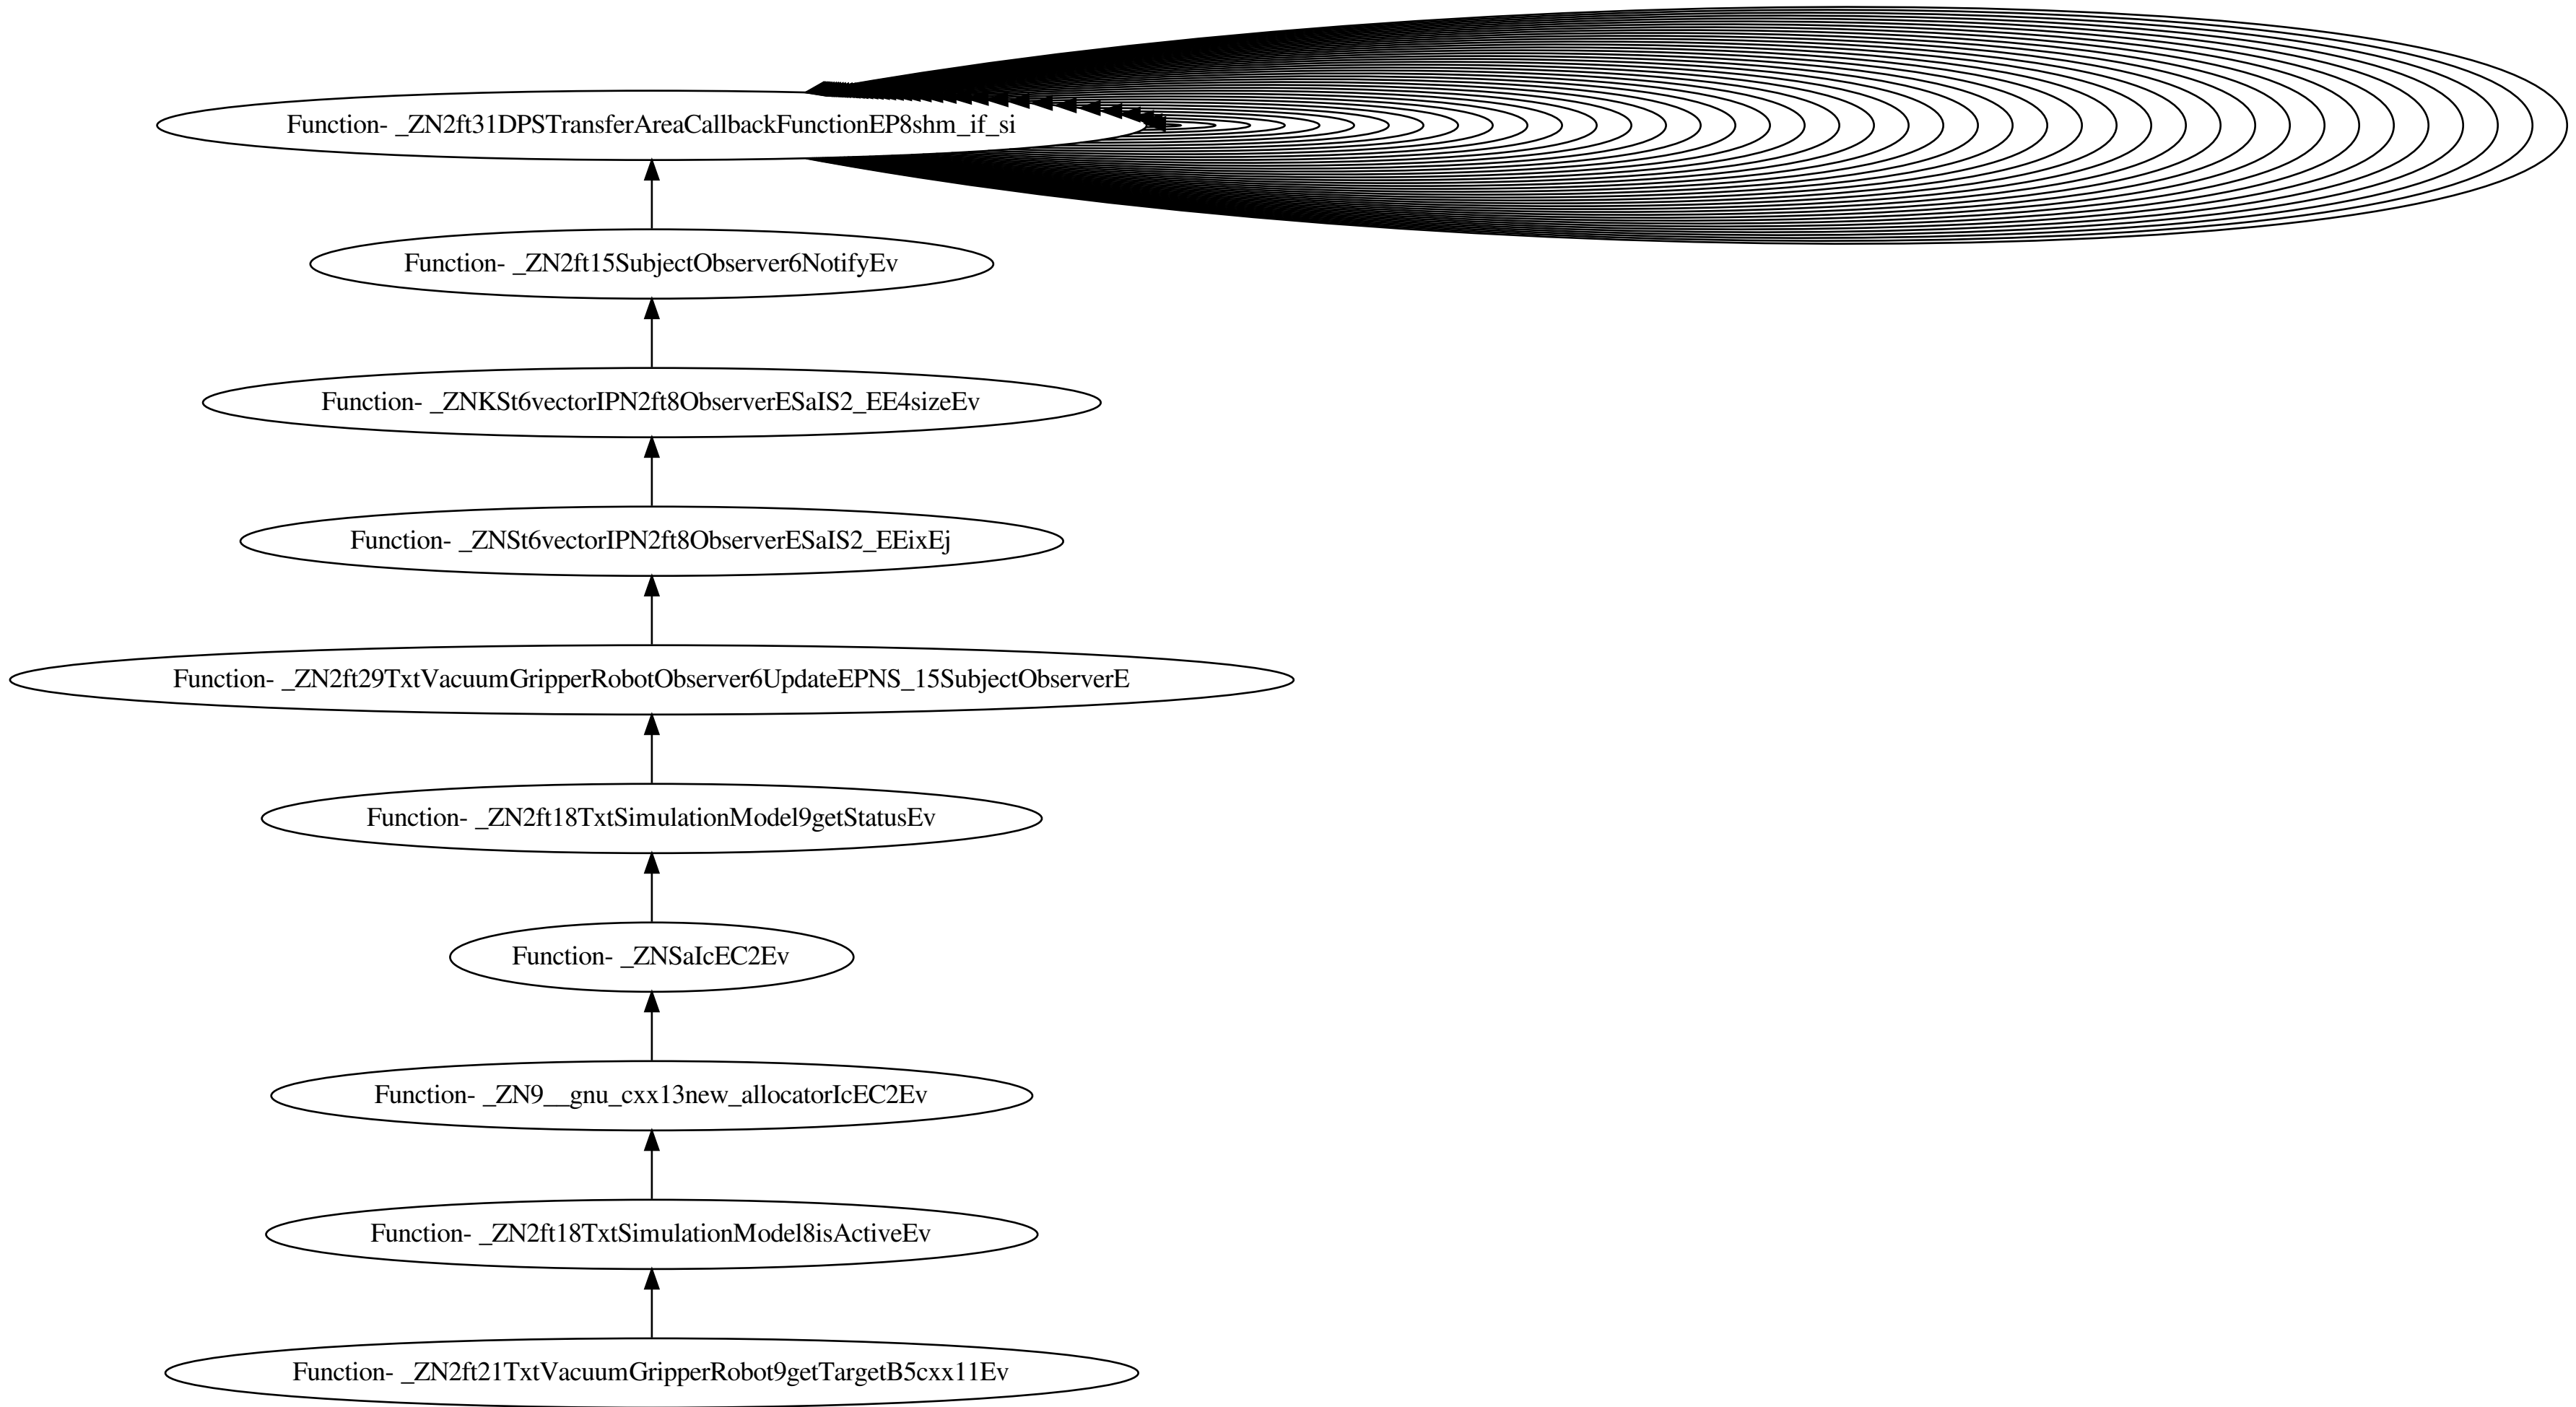 Function- _ZN2ft31DPSTransferAreaCallbackFunctionEP8shm_if_si
Function- _ZN2ft15SubjectObserver6NotifyEv
Function- _ZNKSt6vectorIPN2ft8ObserverESaIS2_EE4sizeEv
Function- _ZNSt6vectorIPN2ft8ObserverESaIS2_EEixEj
Function- _ZN2ft29TxtVacuumGripperRobotObserver6UpdateEPNS_15SubjectObserverE
Function- _ZN2ft18TxtSimulationModel9getStatusEv
Function- _ZNSaIcEC2Ev
Function- _ZN9__gnu_cxx13new_allocatorIcEC2Ev
Function- _ZN2ft18TxtSimulationModel8isActiveEv
Function- _ZN2ft21TxtVacuumGripperRobot9getTargetB5cxx11Ev